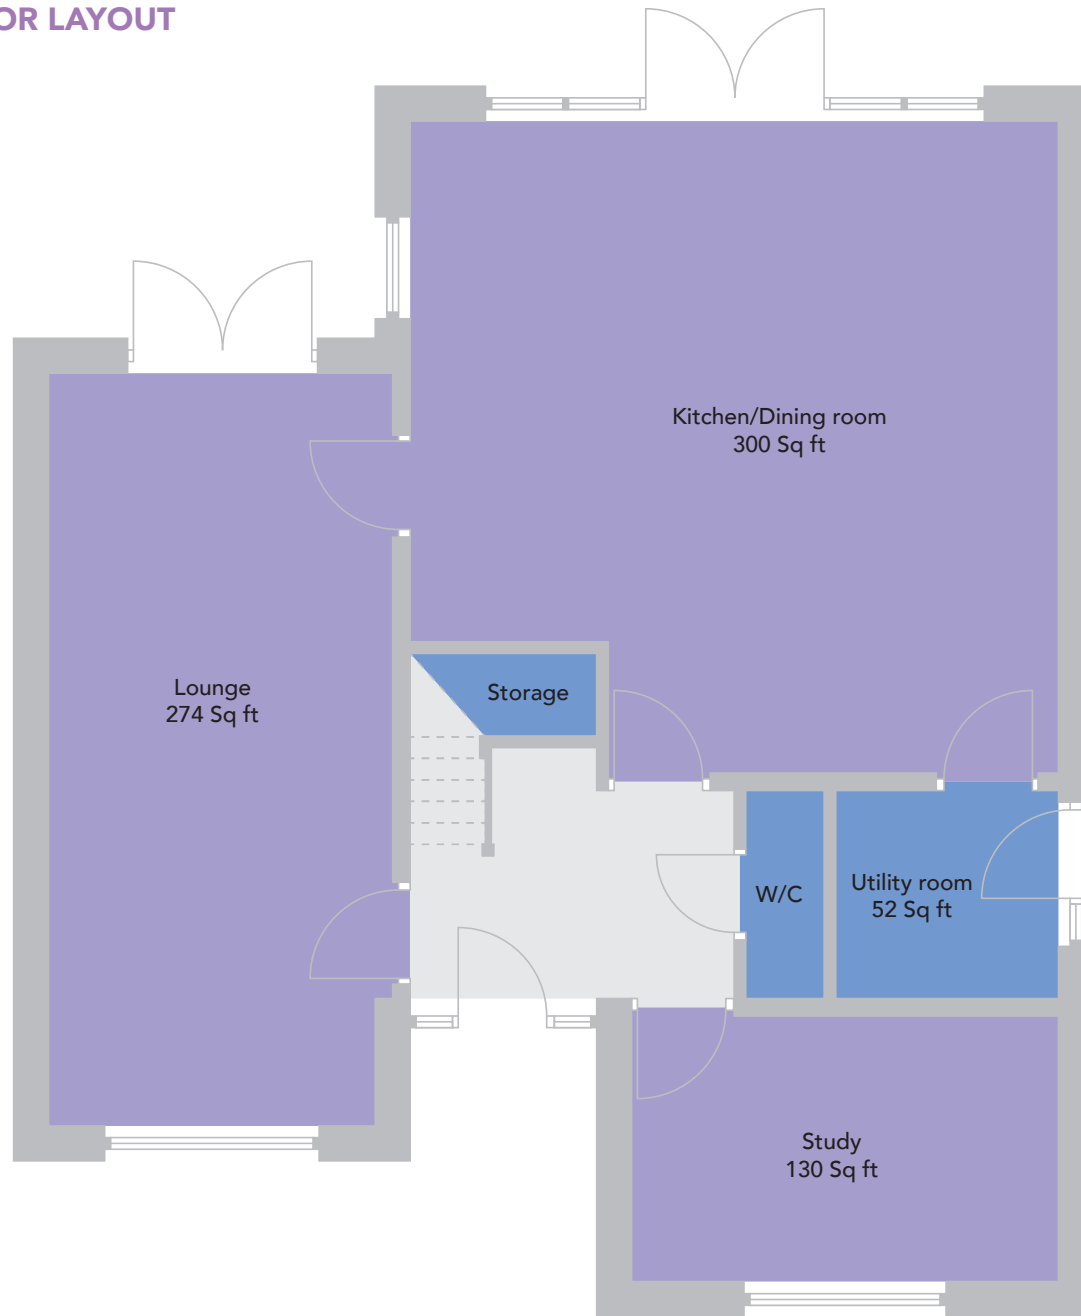 OR LAYOUT
Kitchen/Dining room
300 Sq ft
Lounge
274 Sq ft
Storage
W/C
Utility room
52 Sq ft
Study
130 Sq ft